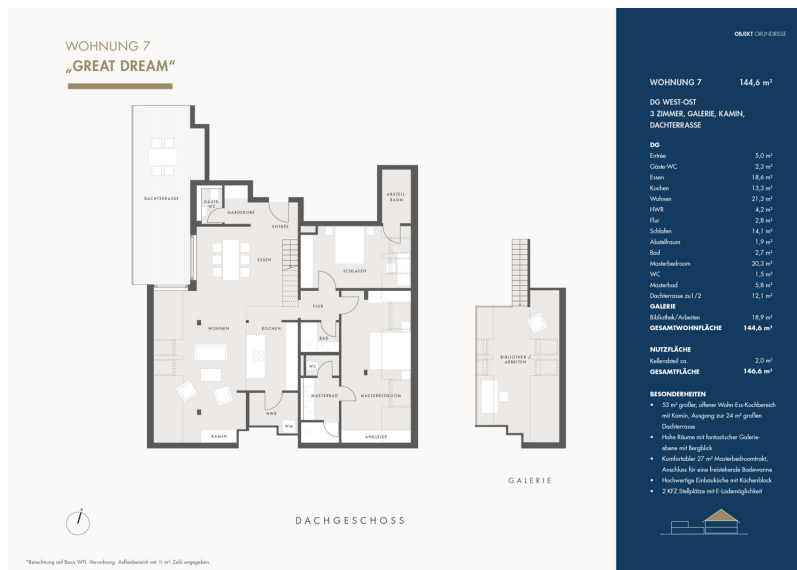 WOHNUNG 7
„GREAT DREAM“
DACHTERRASSE
GÄSTE-
WC
GARDEROBE
ENTRÉE
ABSTELL-
RAUM
ESSEN
SCHLAFEN
FLUR
WOHNEN
KOCHEN
BAD
WC
MASTERBAD
MASTERBEDROOM
HWR
WM
KAMIN
ANKLEIDE
BIBLIOTHEK /
ARBEITEN
GALERIE
DACHGESCHOSS
*Berechnung auf Basis WFL.-Verordnung. Außenbereich mit ½ m². Zahl angegeben.
OBJEKT GRUNDRISSE
WOHNUNG 7 144,6 m²
DG WEST-OST
3 ZIMMER, GALERIE, KAMIN,
DACHTERRASSE
DG
Entrée 5,0 m²
Gäste-WC 2,3 m²
Essen 18,6 m²
Kochen 13,3 m²
Wohnen 21,3 m²
HWR 4,2 m²
Flur 2,8 m²
Schlafen 14,1 m²
Abstellraum 1,9 m²
Bad 2,7 m²
Masterbedroom 20,3 m²
WC 1,5 m²
Masterbad 5,8 m²
Dachterrasse zu1/2 12,1 m²
GALERIE
Bibliothek/Arbeiten 18,9 m²
GESAMTWOHNFLÄCHE 144,6 m²
NUTZFLÄCHE
Kellerabteil ca. 2,0 m²
GESAMTFLÄCHE 146,6 m²
BESONDERHEITEN
• 53 m² großer, offener Wohn-Ess-Kochbereich
mit Kamin, Ausgang zur 24 m² großen
Dachterrasse
• Hohe Räume mit fantastischer Galerie-
ebene mit Bergblick
• Komfortabler 27 m² Masterbedroomtrakt,
Anschluss für eine freistehende Badewanne
• Hochwertige Einbauküche mit Küchenblock
• 2 KFZ Stellplätze mit E-Lademöglichkeit